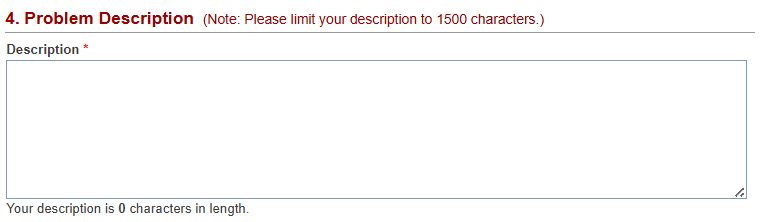 4. Problem Description (Note: Please limit your description to 1500 characters.)
Description *
Your description is 0 characters in length.